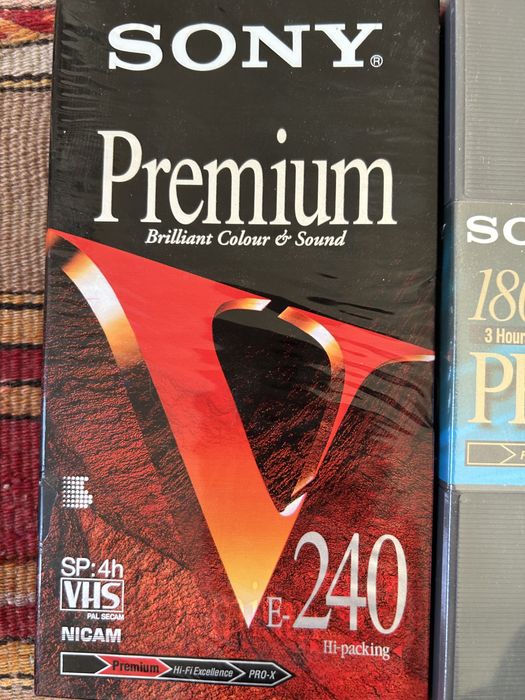 SONY®
Premium
Brilliant Colour & Sound
V
SP:4h
VHS
PAL SECAM
NICAM
E-240
Hi-packing
Premium Hi-Fi Excellence PRO-X
SO
180
3 Hour